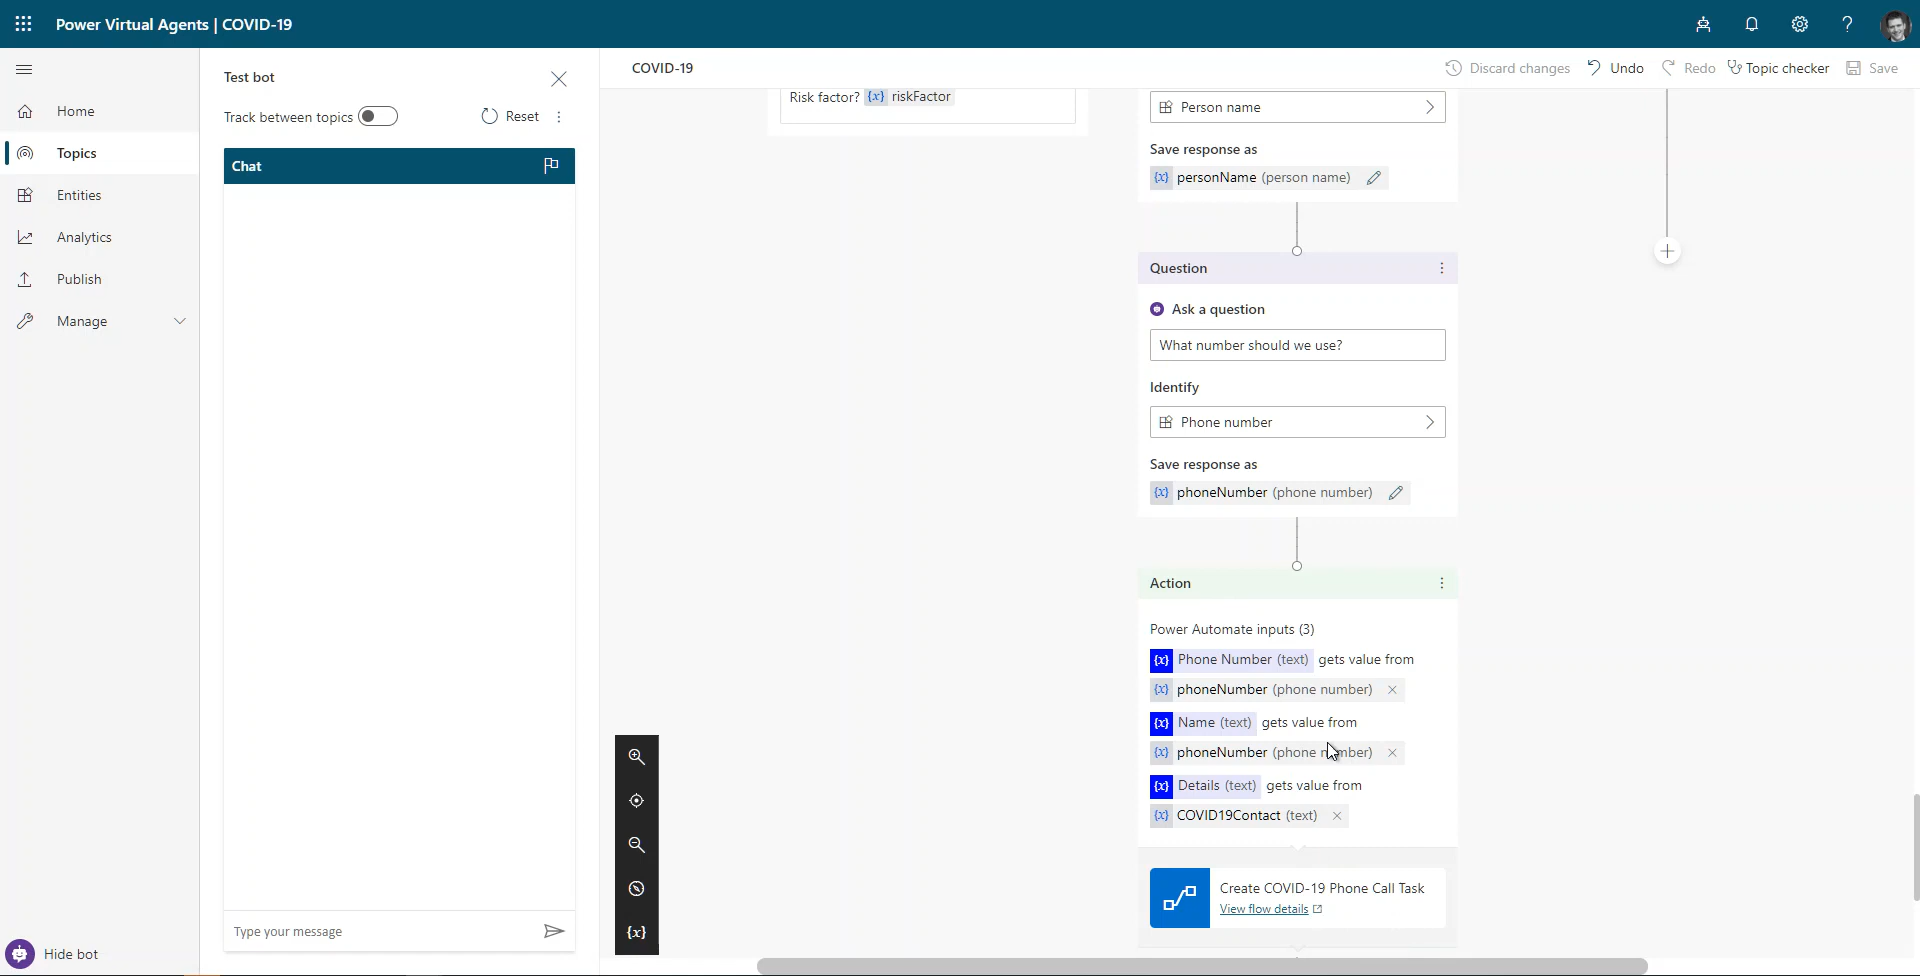 Power Virtual Agents | COVID-19
Home
Topics
Entities
Analytics
Publish
Manage
Hide bot
Test bot
Track between topics
Reset
Chat
Type your message
COVID-19
Discard changes
Undo
Redo
Topic checker
Save
Risk factor? {x} riskFactor
Person name
Save response as
{x} personName (person name)
Question
Ask a question
What number should we use?
Identify
Phone number
Save response as
{x} phoneNumber (phone number)
Action
Power Automate inputs (3)
{x} Phone Number (text) gets value from
{x} phoneNumber (phone number)
{x} Name (text) gets value from
{x} phoneNumber (phone number)
{x} Details (text) gets value from
{x} COVID19Contact (text)
Create COVID-19 Phone Call Task
View flow details
{x}